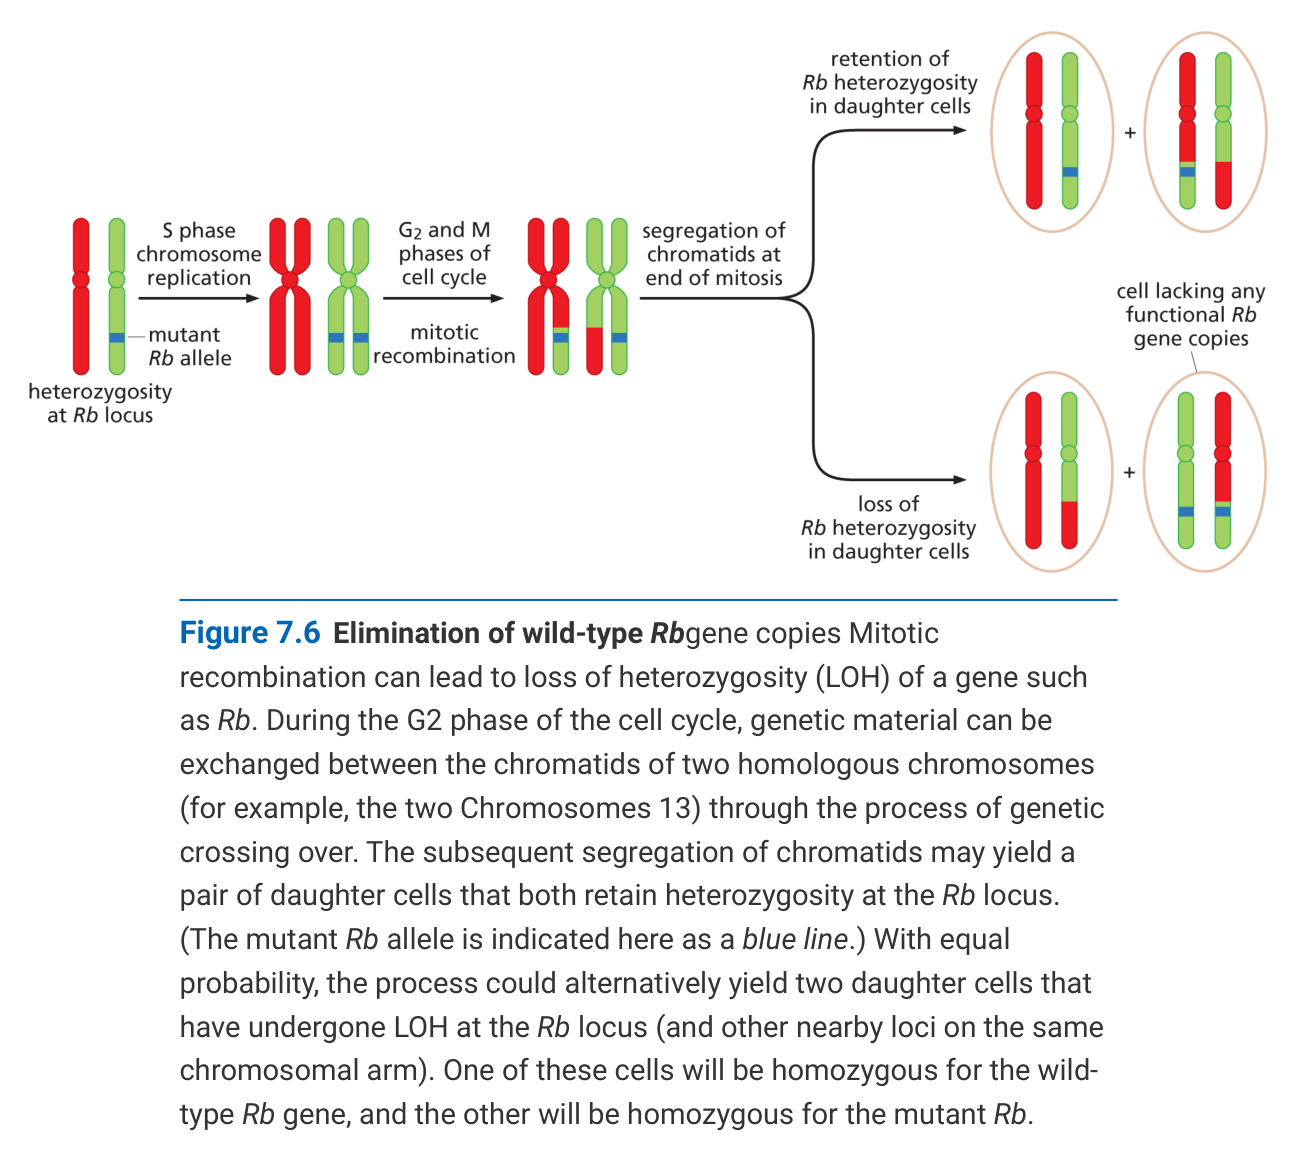 retention of
Rb heterozygosity
in daughter cells
+
S phase
chromosome
replication
G2 and M
phases of
cell cycle
segregation of
chromatids at
end of mitosis
mutant
Rb allele
mitotic
recombination
heterozygosity
at Rb locus
cell lacking any
functional Rb
gene copies
+
loss of
Rb heterozygosity
in daughter cells
Figure 7.6 Elimination of wild-type Rbgene copies Mitotic
recombination can lead to loss of heterozygosity (LOH) of a gene such
as Rb. During the G2 phase of the cell cycle, genetic material can be
exchanged between the chromatids of two homologous chromosomes
(for example, the two Chromosomes 13) through the process of genetic
crossing over. The subsequent segregation of chromatids may yield a
pair of daughter cells that both retain heterozygosity at the Rb locus.
(The mutant Rb allele is indicated here as a blue line.) With equal
probability, the process could alternatively yield two daughter cells that
have undergone LOH at the Rb locus (and other nearby loci on the same
chromosomal arm). One of these cells will be homozygous for the wild-
type Rb gene, and the other will be homozygous for the mutant Rb.